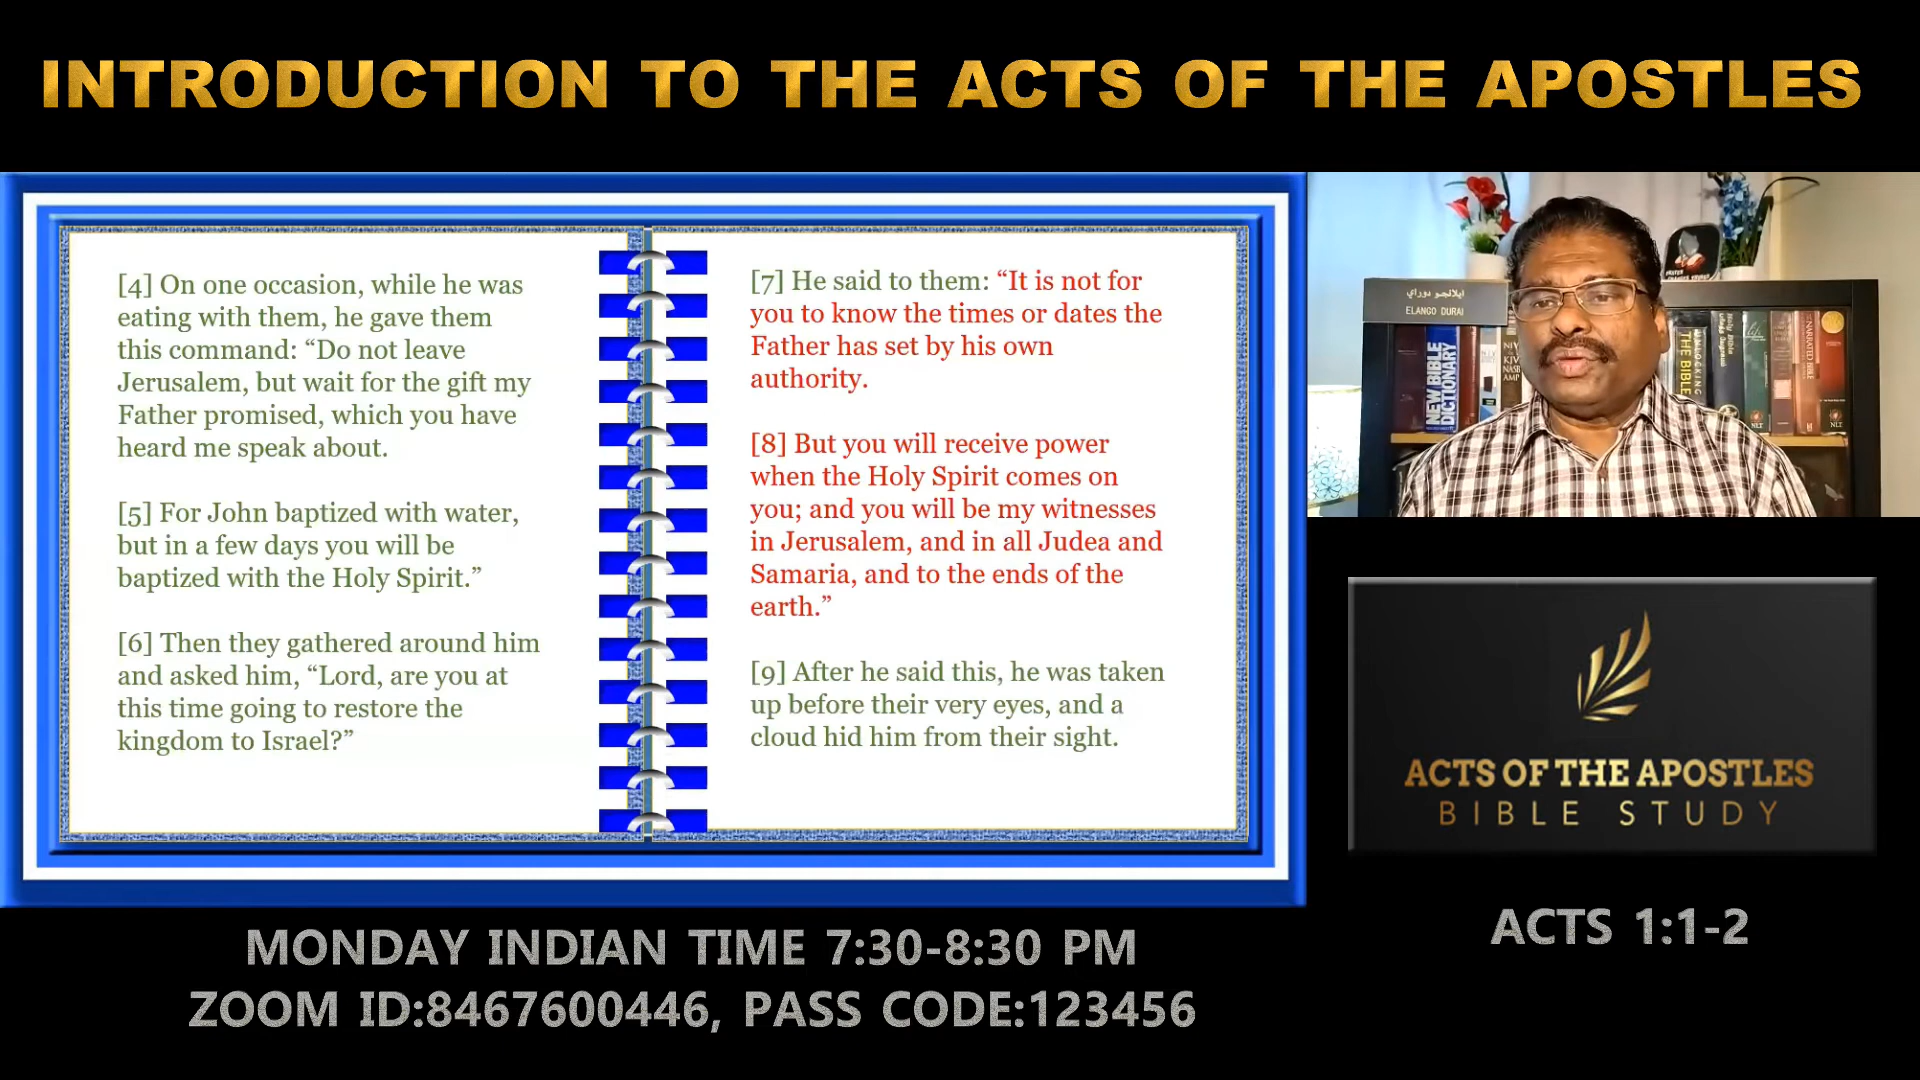 INTRODUCTION TO THE ACTS OF THE APOSTLES
[4] On one occasion, while he was
eating with them, he gave them
this command: “Do not leave
Jerusalem, but wait for the gift my
Father promised, which you have
heard me speak about.
[5] For John baptized with water,
but in a few days you will be
baptized with the Holy Spirit.”
[6] Then they gathered around him
and asked him, “Lord, are you at
this time going to restore the
kingdom to Israel?”
[7] He said to them: “It is not for
you to know the times or dates the
Father has set by his own
authority.
[8] But you will receive power
when the Holy Spirit comes on
you; and you will be my witnesses
in Jerusalem, and in all Judea and
Samaria, and to the ends of the
earth.”
[9] After he said this, he was taken
up before their very eyes, and a
cloud hid him from their sight.
ايلانجو دوراي
ELANGO DURAI
NEW BIBLE
DICTIONARY
NIV
KJV
NASB
AMP
UNLOCKING
THE BIBLE
NLT
NLT
ACTS OF THE APOSTLES
BIBLE STUDY
ACTS 1:1-2
MONDAY INDIAN TIME 7:30-8:30 PM
ZOOM ID:8467600446, PASS CODE:123456